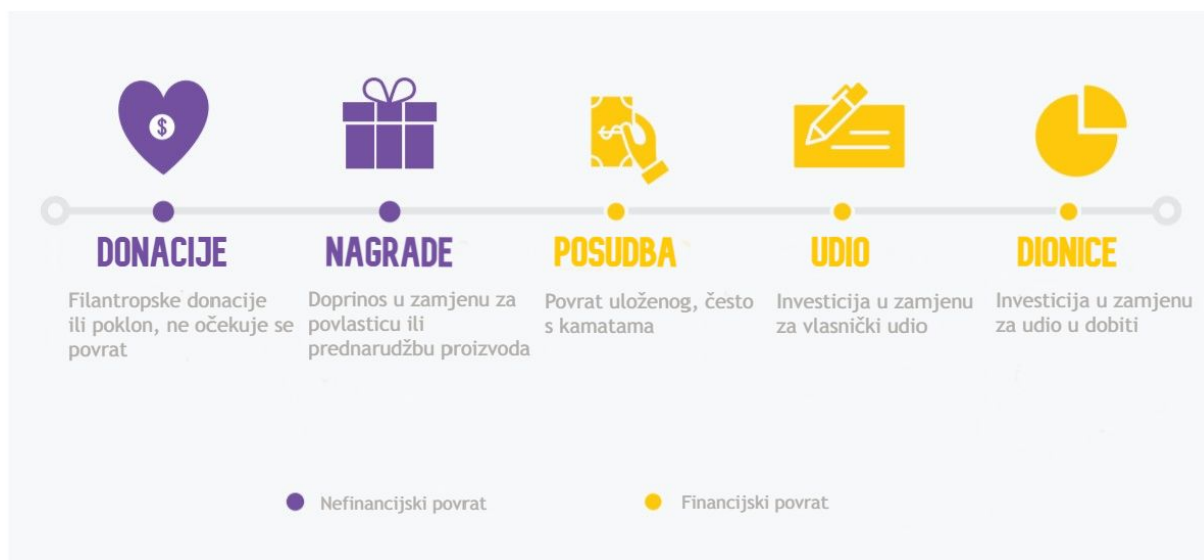 $
DONACIJE
Filantropske donacije
ili poklon, ne očekuje se
povrat
NAGRADE
Doprinos u zamjenu za
povlasticu ili
prednarudžbu proizvoda
POSUDBA
Povrat uloženog, često
s kamatama
UDIO
Investicija u zamjenu
za vlasnički udio
DIONICE
Investicija u zamjenu
za udio u dobiti
Nefinancijski povrat
Financijski povrat